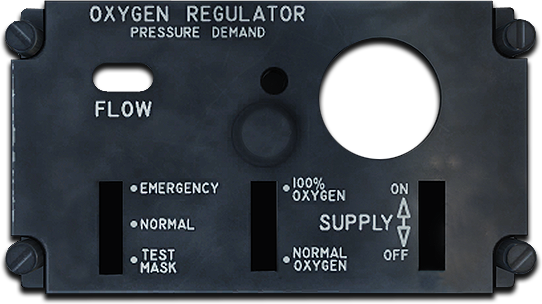 OXYGEN REGULATOR
PRESSURE DEMAND
FLOW
EMERGENCY
NORMAL
TEST
MASK
100%
OXYGEN
NORMAL
OXYGEN
ON
SUPPLY
OFF